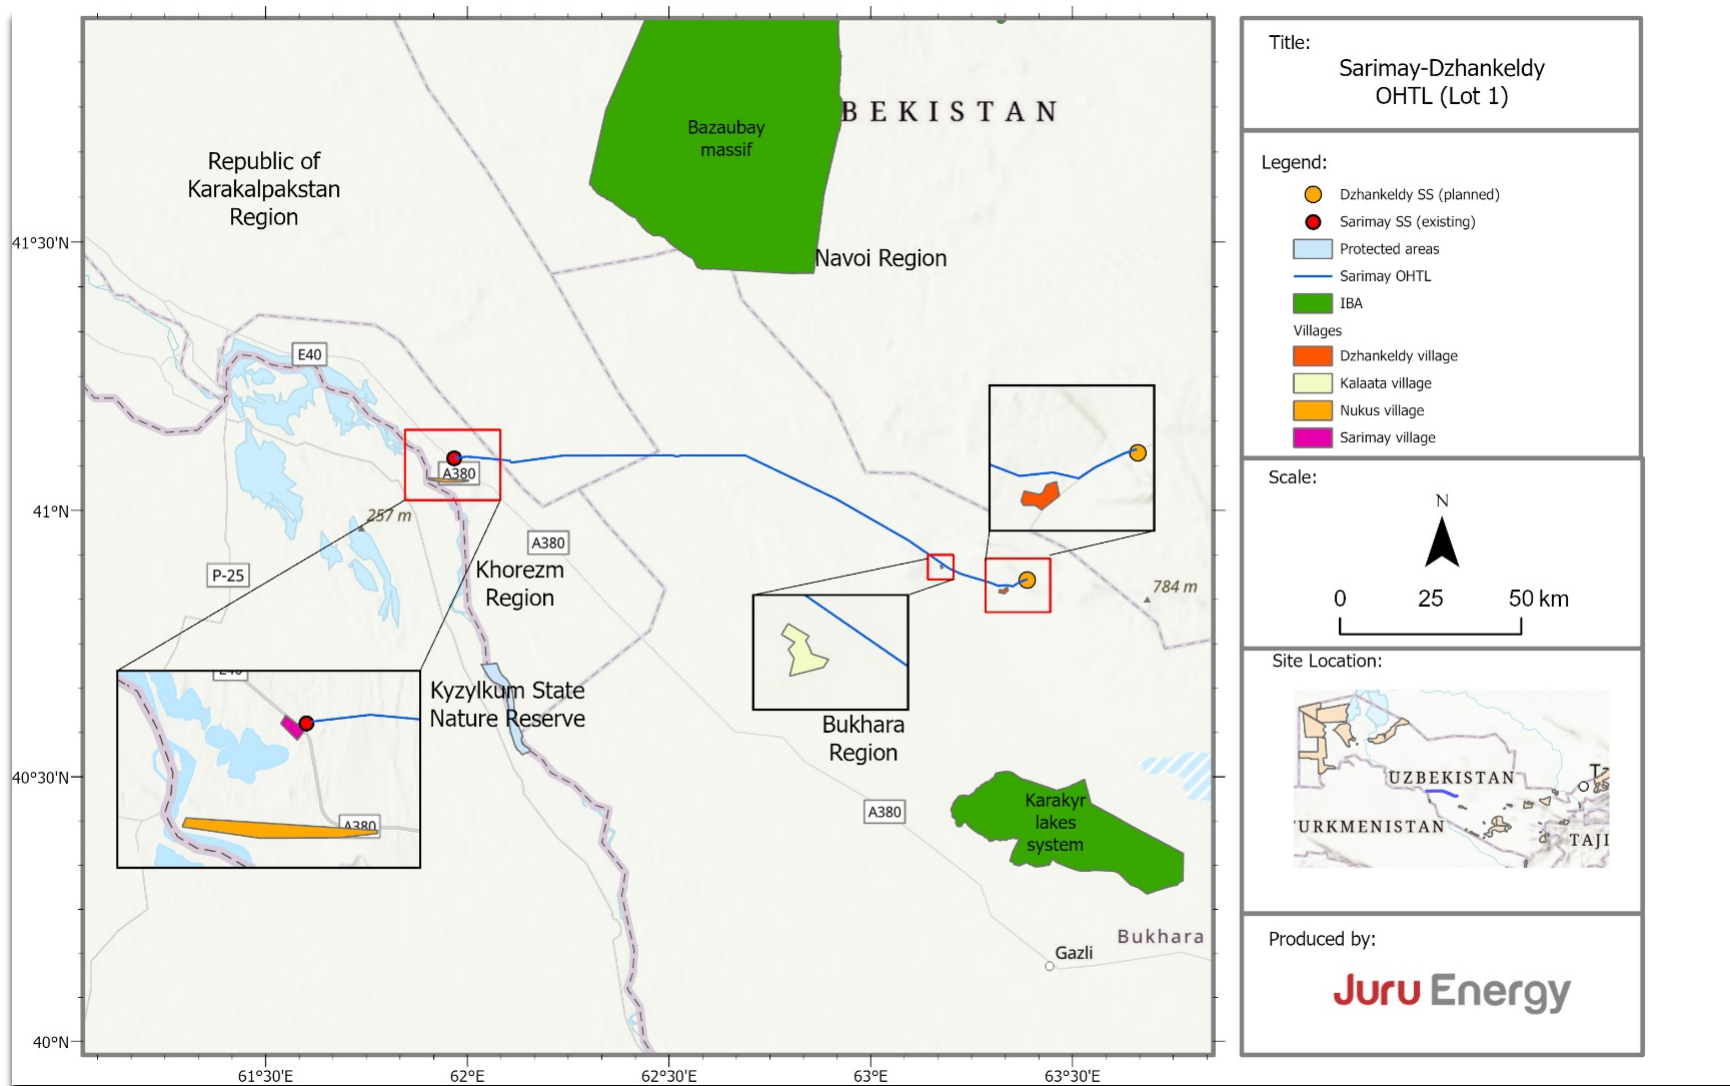 BEKISTAN
Bazaubay
massif
Republic of
Karakalpakstan
Region
41°30'N
Navoi Region
E40
A380
41°N
257 m
A380
P-25
Khorezm
Region
784 m
Kyzylkum State
Nature Reserve
E40
A380
Bukhara
Region
40°30'N
A380
Karakyr
lakes
system
Bukhara
Gazli
40°N
61°30'E
62°E
62°30'E
63°E
63°30'E
Title:
Sarimay-Dzhankeldy
OHTL (Lot 1)
Legend:
Dzhankeldy SS (planned)
Sarimay SS (existing)
Protected areas
Sarimay OHTL
IBA
Villages
Dzhankeldy village
Kalaata village
Nukus village
Sarimay village
Scale:
N
0 25 50 km
Site Location:
UZBEKISTAN
T
URKMENISTAN
TAJI
Produced by:
Juru Energy